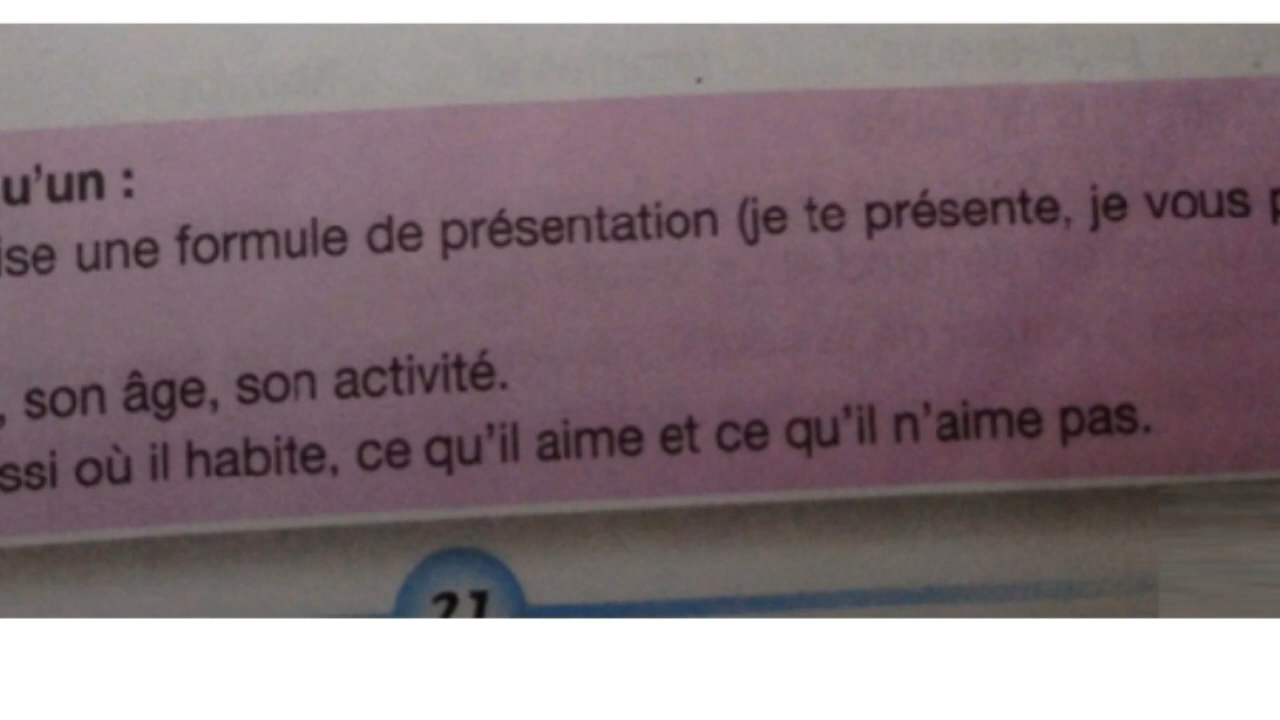 u'un :
ise une formule de présentation (je te présente, je vous p
, son âge, son activité.
ssi où il habite, ce qu'il aime et ce qu'il n'aime pas.
21